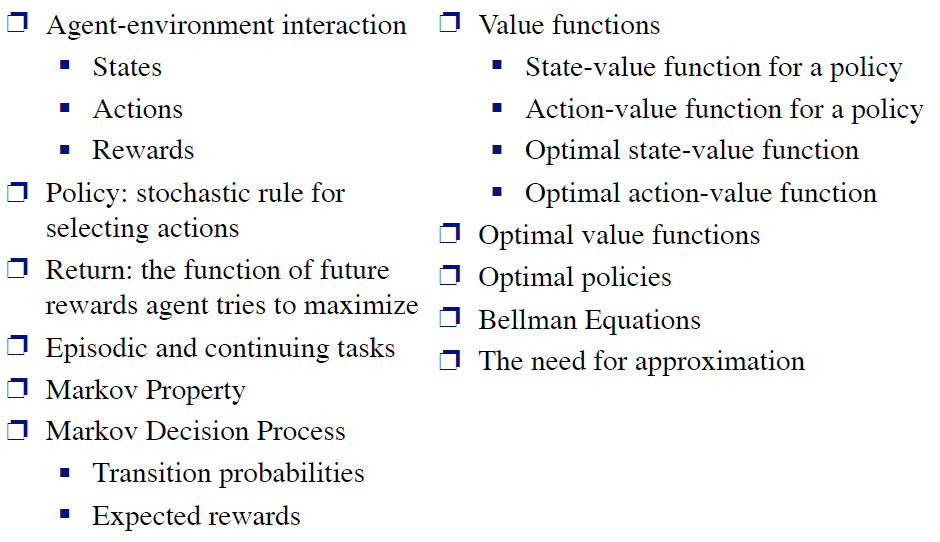 Agent-environment interaction
States
Actions
Rewards
Policy: stochastic rule for
selecting actions
Return: the function of future
rewards agent tries to maximize
Episodic and continuing tasks
Markov Property
Markov Decision Process
Transition probabilities
Expected rewards
Value functions
State-value function for a policy
Action-value function for a policy
Optimal state-value function
Optimal action-value function
Optimal value functions
Optimal policies
Bellman Equations
The need for approximation